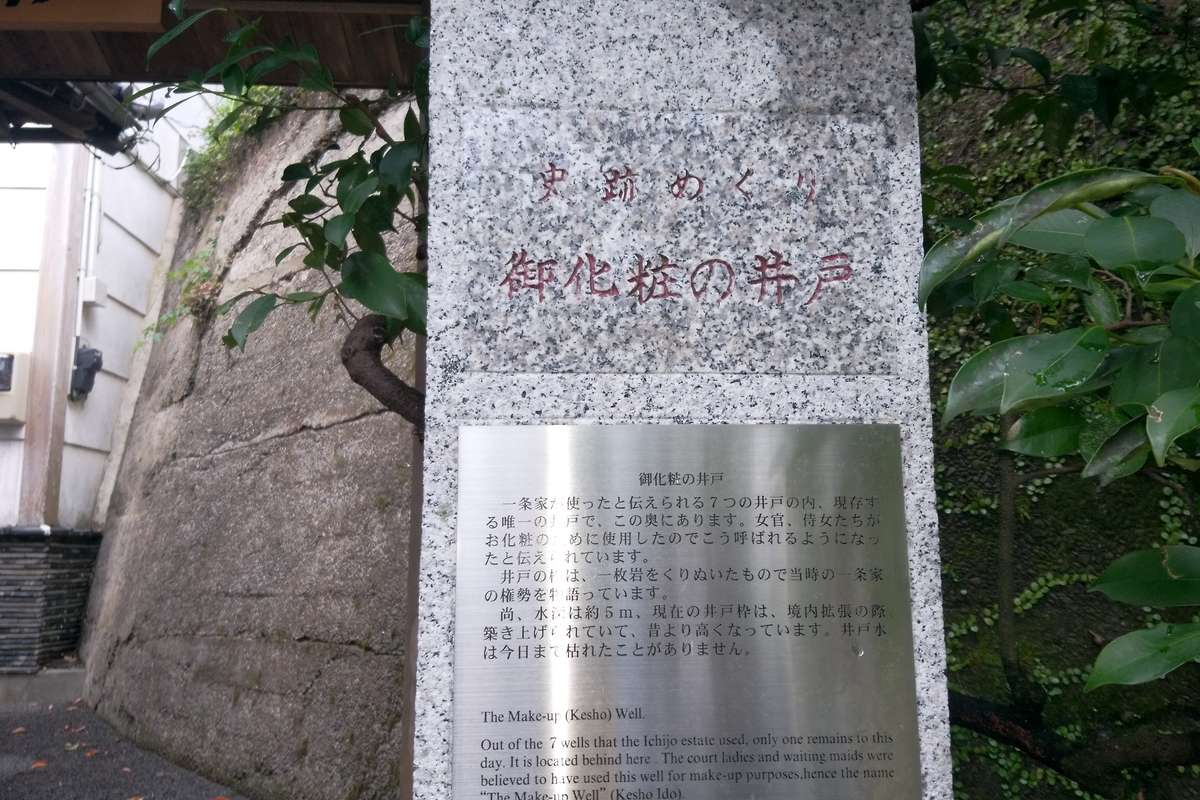 史跡めぐり
御化粧の井戸
御化粧の井戸
一条家が使ったと伝えられる７つの井戸の内、現存す
る唯一の井戸で、この奥にあります。女官、侍女たちが
お化粧のために使用したのでこう呼ばれるようになっ
たと伝えられています。
井戸の枠は、一枚岩をくりぬいたもので当時の一条家
の権勢を物語っています。
尚、水深は約５ｍ、現在の井戸枠は、境内拡張の際
築き上げられていて、昔より高くなっています。井戸水
は今日まで枯れたことがありません。
The Make-up (Kesho) Well.
Out of the 7 wells that the Ichijo estate used, only one remains to this
day. It is located behind here . The court ladies and waiting maids were
believed to have used this well for make-up purposes,hence the name
“The Make-up Well” (Kesho Ido).